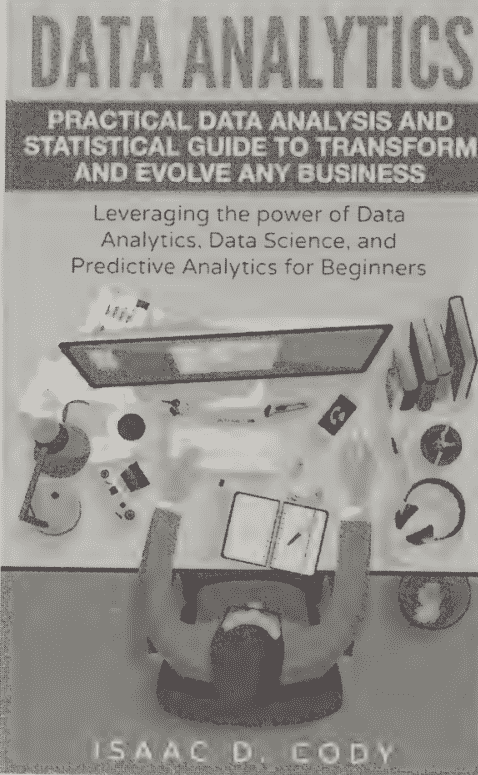 DATA ANALYTICS
PRACTICAL DATA ANALYSIS AND
STATISTICAL GUIDE TO TRANSFORM
AND EVOLVE ANY BUSINESS
Leveraging the power of Data
Analytics, Data Science, and
Predictive Analytics for Beginners
ISAAC D. CODY